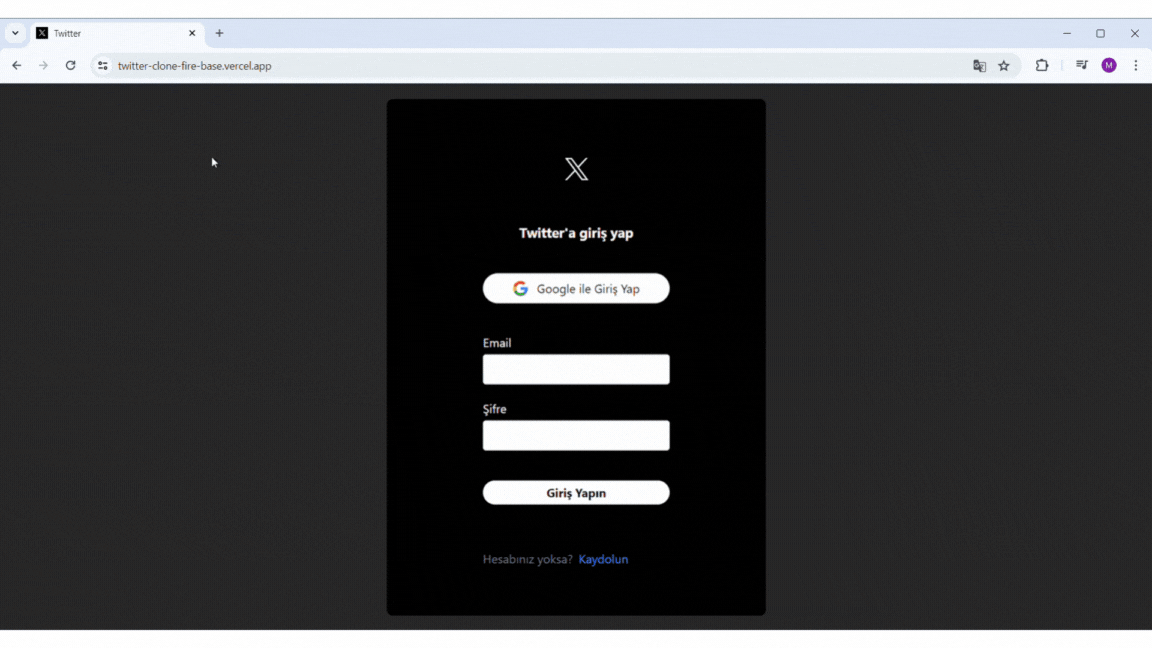 Twitter
twitter-clone-fire-base.vercel.app
M
Twitter'a giriş yap
Google ile Giriş Yap
Email
Şifre
Giriş Yapın
Hesabınız yoksa? Kaydolun